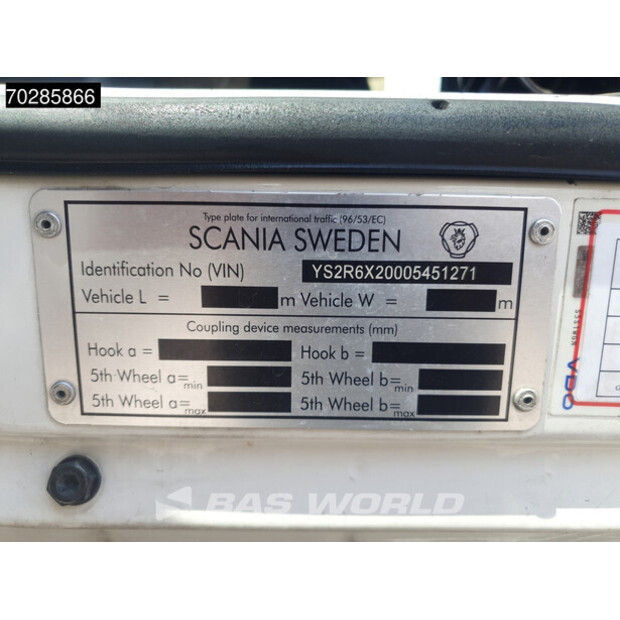 70285866
Type plate for international traffic (96/53/EC)
SCANIA SWEDEN
Identification No (VIN) YS2R6X20005451271
Vehicle L = m Vehicle W = m
Coupling device measurements (mm)
Hook a = Hook b =
5th Wheel a= min 5th Wheel b= min
5th Wheel a= max 5th Wheel b= max
VDO
BAS WORLD